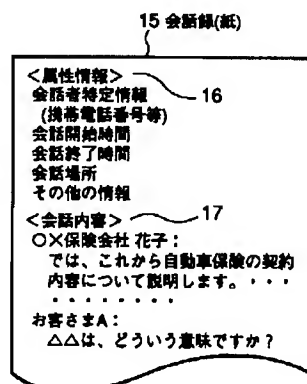 15 会話録(紙)
<属性情報>
16
会話者特定情報
(携帯電話番号等)
会話開始時間
会話終了時間
会話場所
その他の情報
<会話内容>
17
○×保険会社 花子：
では、これから自動車保険の契約
内容について説明します。・・・
・・・・・・・・
お客さまA：
△△は、どういう意味ですか？